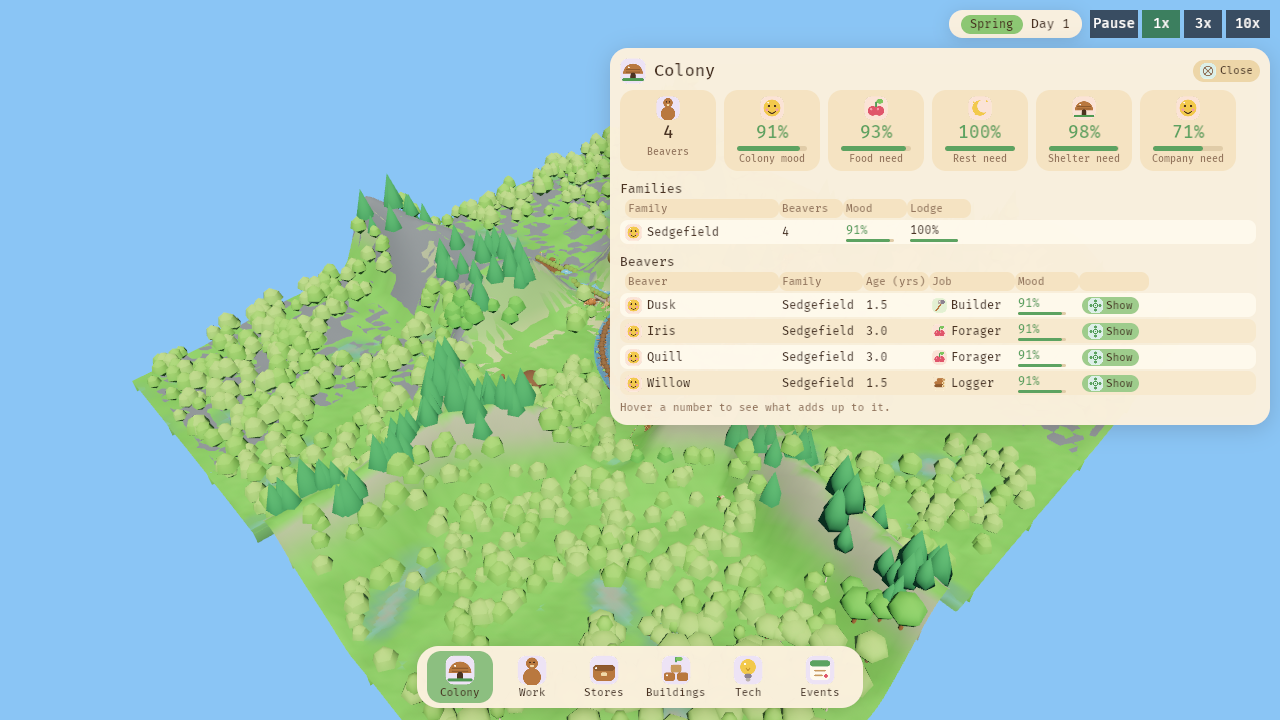 Spring Day 1 Pause 1x 3x 10x
Colony Close
4 91% 93% 100% 98% 71%
Beavers Colony mood Food need Rest need Shelter need Company need
Families
Family Beavers Mood Lodge
Sedgefield 4 91% 100%
Beavers
Beaver Family Age (yrs) Job Mood
Dusk Sedgefield 1.5 Builder 91% Show
Iris Sedgefield 3.0 Forager 91% Show
Quill Sedgefield 3.0 Forager 91% Show
Willow Sedgefield 1.5 Logger 91% Show
Hover a number to see what adds up to it.
Colony Work Stores Buildings Tech Events